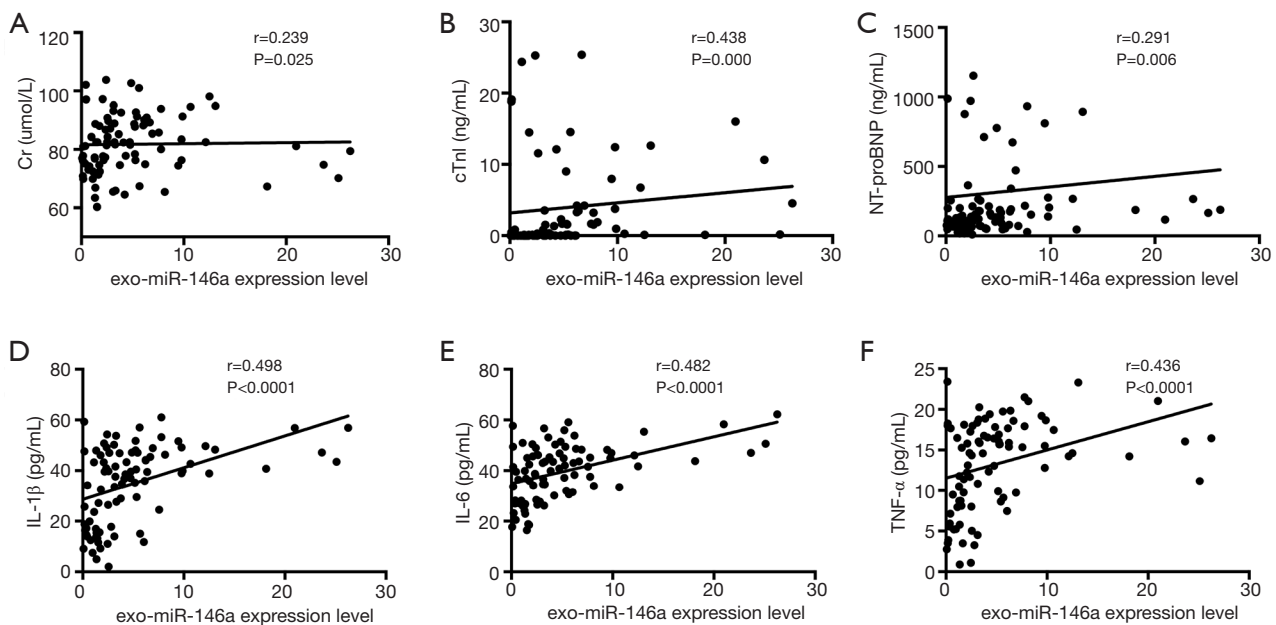 A
r=0.239
P=0.025
120
100
80
60
0 10 20 30
Cr (umol/L)
exo-miR-146a expression level
B
r=0.438
P=0.000
30
20
10
0
0 10 20 30
cTnI (ng/mL)
exo-miR-146a expression level
C
r=0.291
P=0.006
1500
1000
500
0
0 10 20 30
NT-proBNP (ng/mL)
exo-miR-146a expression level
D
r=0.498
P<0.0001
80
60
40
20
0
0 10 20 30
IL-1β (pg/mL)
exo-miR-146a expression level
E
r=0.482
P<0.0001
80
60
40
20
0
0 10 20 30
IL-6 (pg/mL)
exo-miR-146a expression level
F
r=0.436
P<0.0001
25
20
15
10
5
0
0 10 20 30
TNF-α (pg/mL)
exo-miR-146a expression level